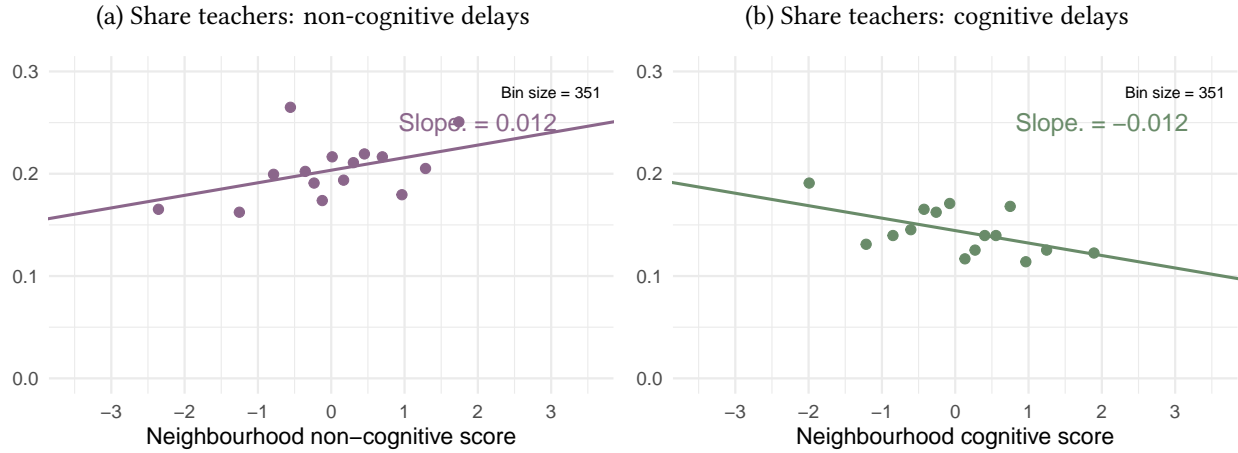 (a) Share teachers: non-cognitive delays
0.3
Bin size = 351
Slope. = 0.012
0.2
0.1
0.0
−3 −2 −1 0 1 2 3
Neighbourhood non−cognitive score
(b) Share teachers: cognitive delays
0.3
Bin size = 351
Slope. = −0.012
0.2
0.1
0.0
−3 −2 −1 0 1 2 3
Neighbourhood cognitive score